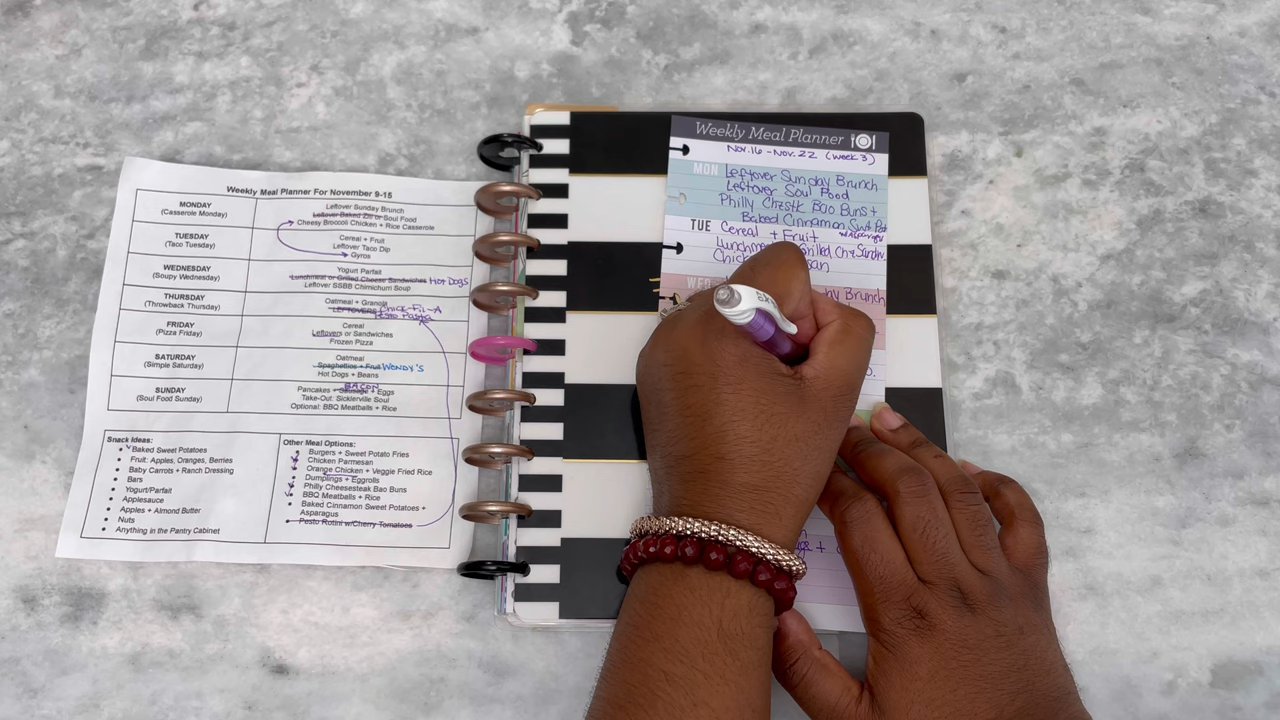 Weekly Meal Planner For November 9-15
MONDAY
(Casserole Monday)
Leftover Sunday Brunch
Leftover Baked Ziti or Soul Food
Cheesy Broccoli Chicken + Rice Casserole
TUESDAY
(Taco Tuesday)
Cereal + Fruit
Leftover Taco Dip
Gyros
WEDNESDAY
(Soupy Wednesday)
Yogurt Parfait
Lunchmeat or Grilled Cheese Sandwiches HOT DOGS
Leftover SSBB Chimichurri Soup
THURSDAY
(Throwback Thursday)
Oatmeal + Granola
LEFTOVERS Chick-Fil-A
Pesto Pasta
FRIDAY
(Pizza Friday)
Cereal
Leftovers or Sandwiches
Frozen Pizza
SATURDAY
(Simple Saturday)
Oatmeal
Spaghetties + Fruit WENDY'S
Hot Dogs + Beans
SUNDAY
(Soul Food Sunday)
BACON
Pancakes + Sausage + Eggs
Take-Out: Sicklerville Soul
Optional: BBQ Meatballs + Rice
Snack Ideas:
Baked Sweet Potatoes
Fruit: Apples, Oranges, Berries
Baby Carrots + Ranch Dressing
Bars
Yogurt/Parfait
Applesauce
Apples + Almond Butter
Nuts
Anything in the Pantry Cabinet
Other Meal Options:
Burgers + Sweet Potato Fries
Chicken Parmesan
Orange Chicken + Veggie Fried Rice
Dumplings + Eggrolls
Philly Cheesesteak Bao Buns
BBQ Meatballs + Rice
Baked Cinnamon Sweet Potatoes +
Asparagus
Pesto Rotini w/Cherry Tomatoes
Weekly Meal Planner
Nov. 16 - Nov. 22 (Week 3)
MON Leftover Sunday Brunch
Leftover Soul Food
Philly Chzstk Bao Buns +
Baked Cinnamon Swt Pot
TUE Cereal + Fruit
+ Asparagus
WED
Brunch